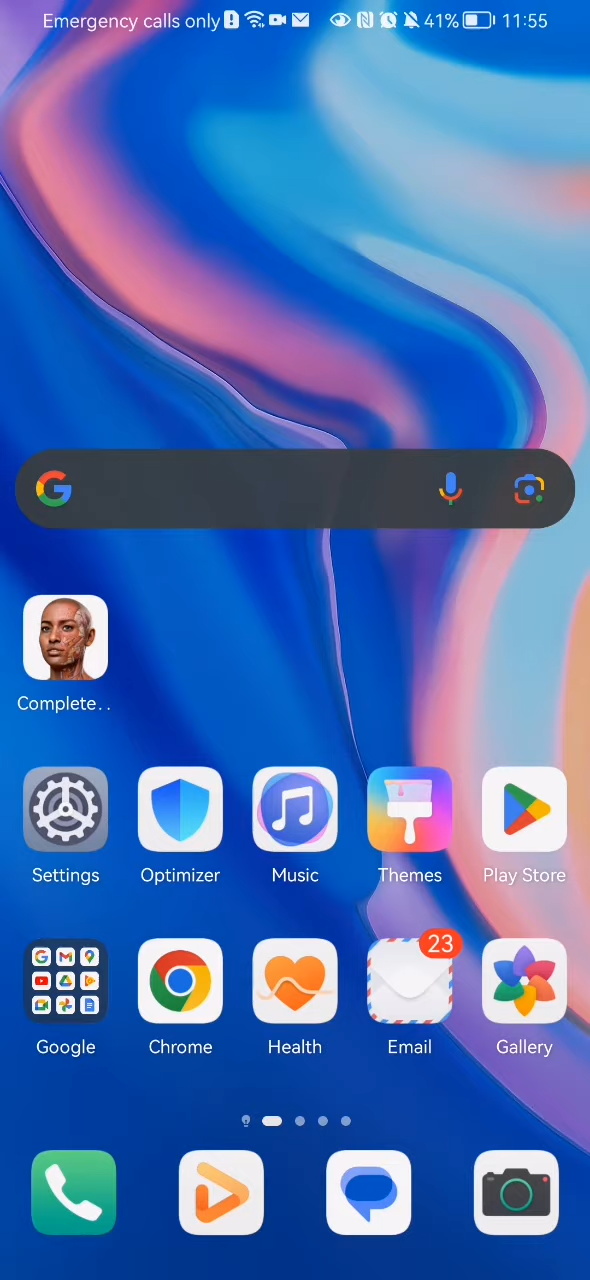 Emergency calls only 41% 11:55
Complete..
Settings Optimizer Music Themes Play Store
23
Google Chrome Health Email Gallery